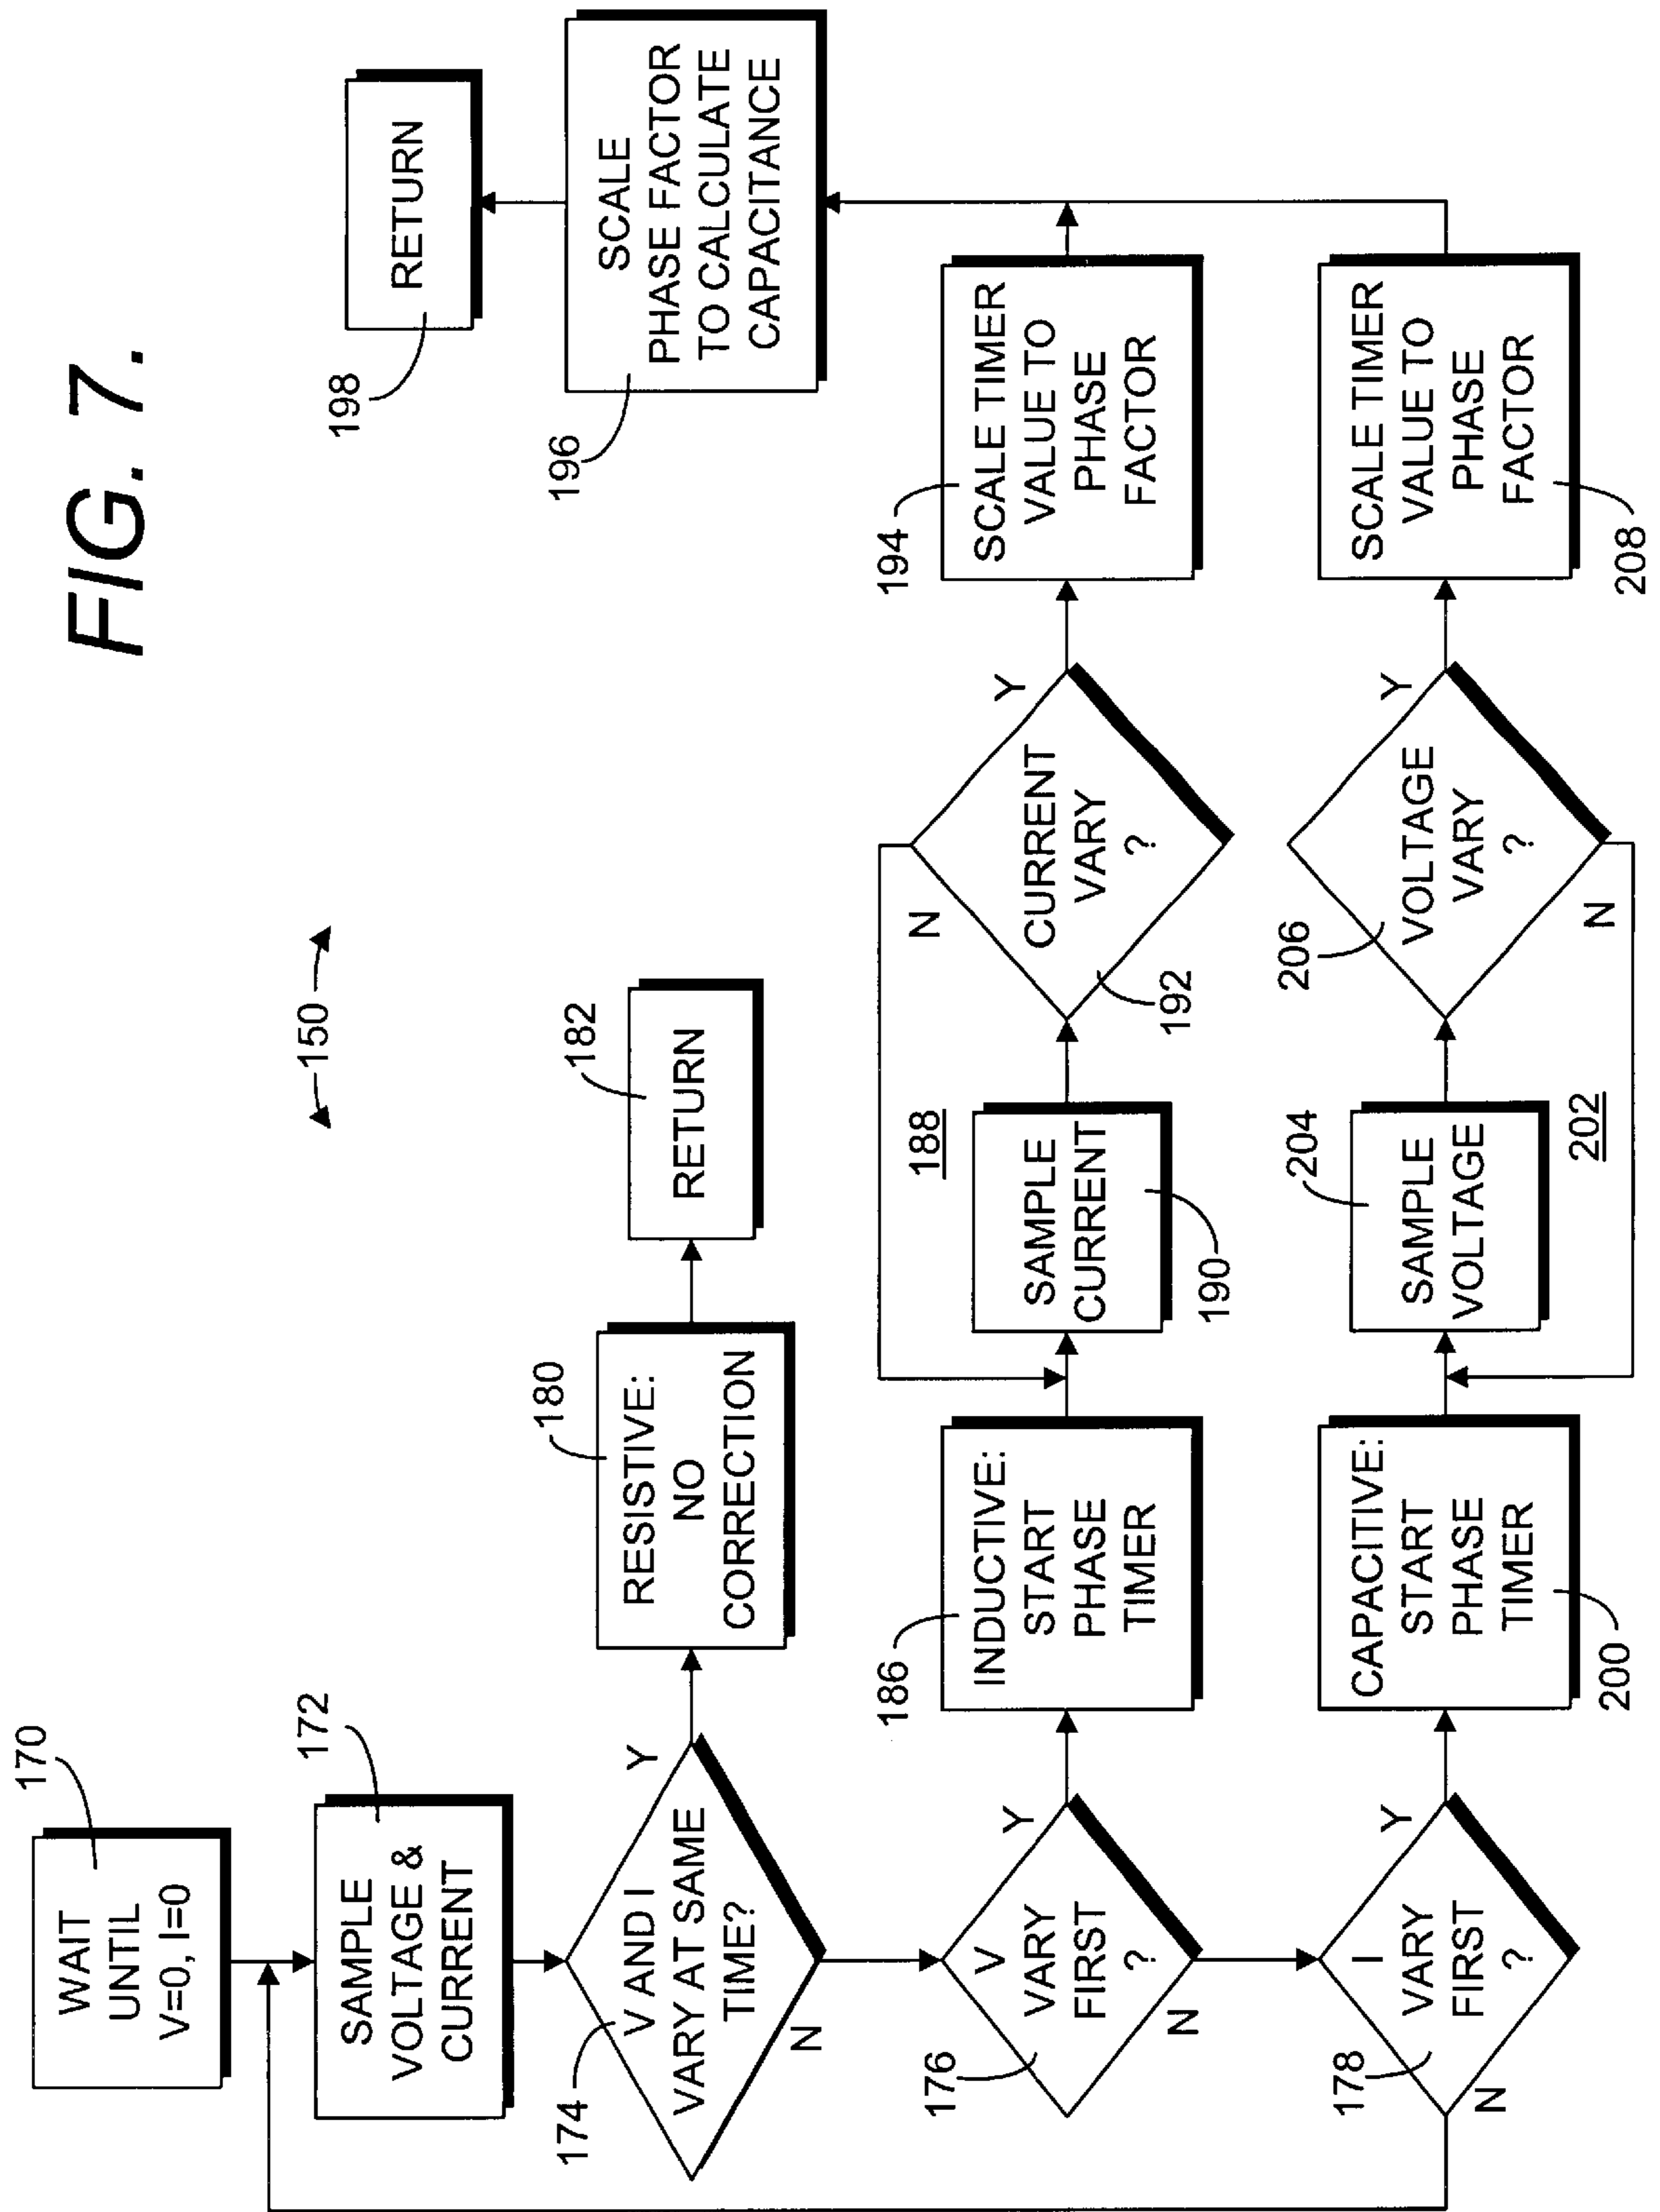 FIG. 7.
150
170
WAIT
UNTIL
V=0, I=0
172
SAMPLE
VOLTAGE &
CURRENT
174
V AND I
VARY AT SAME
TIME?
Y
N
180
RESISTIVE:
NO
CORRECTION
182
RETURN
176
V
VARY
FIRST
?
Y
N
186
INDUCTIVE:
START
PHASE
TIMER
188
SAMPLE
CURRENT
190
CURRENT
VARY
?
192
N
Y
194
SCALE TIMER
VALUE TO
PHASE
FACTOR
196
SCALE
PHASE FACTOR
TO CALCULATE
CAPACITANCE
198
RETURN
178
I
VARY
FIRST
?
Y
N
CAPACITIVE:
START
PHASE
TIMER
200
204
SAMPLE
VOLTAGE
202
206
VOLTAGE
VARY
?
Y
N
SCALE TIMER
VALUE TO
PHASE
FACTOR
208